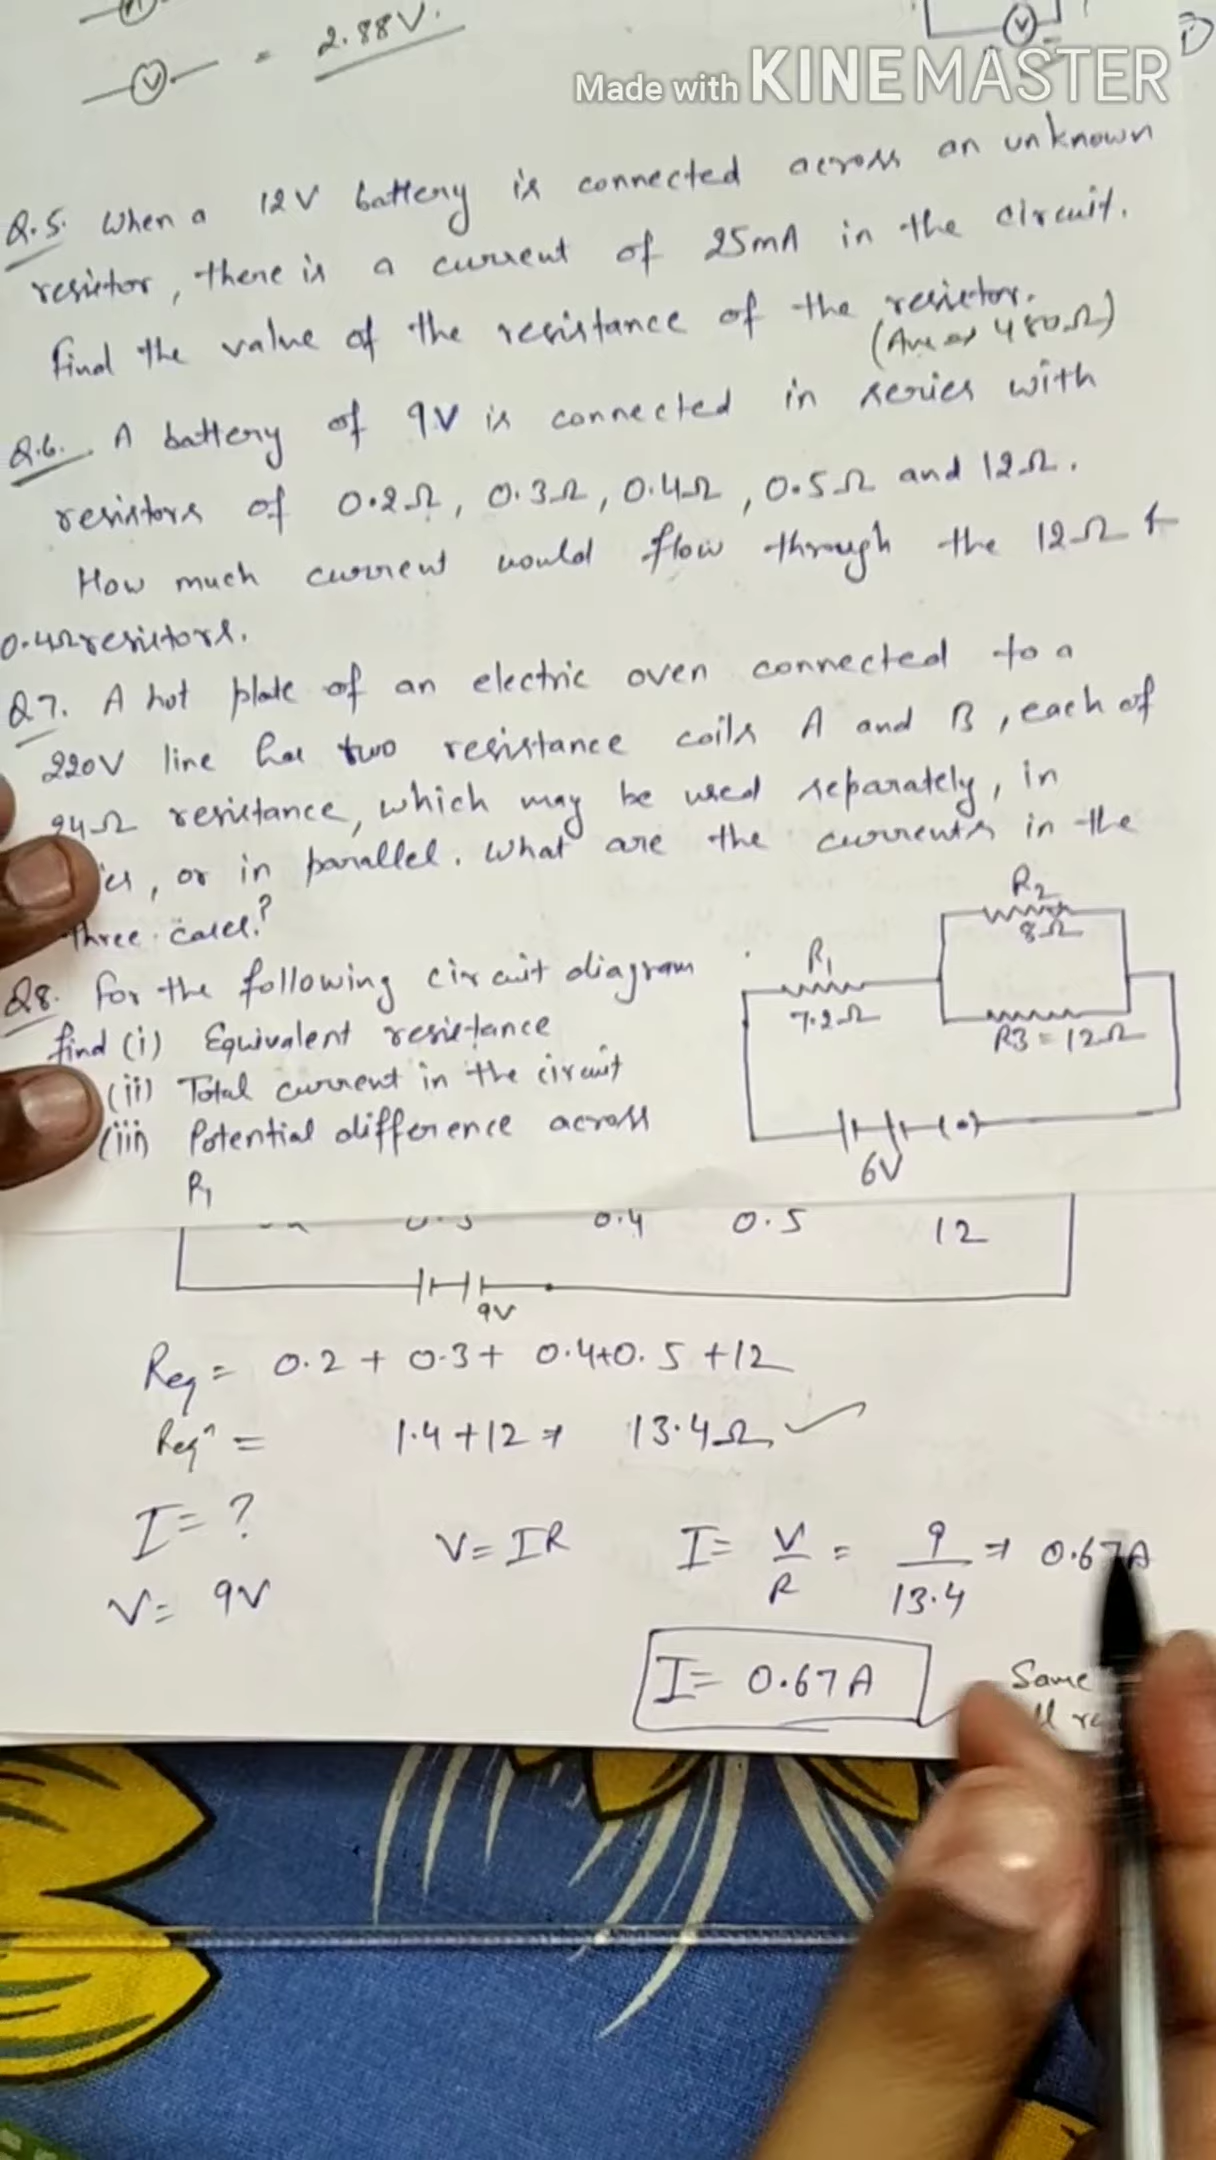 = 2.88V.
V
V
Made with KINEMASTER
Q.5. When a 12V battery is connected across an unknown
resistor, there is a current of 25mA in the circuit.
Find the value of the resistance of the resistor.
480Ω)
Q.6. A battery of 9V is connected in series with
resistors of 0.2Ω, 0.3Ω, 0.4Ω, 0.5Ω and 12Ω.
How much current would flow through the 12Ω &
0.4Ω resistors.
Q7. A hot plate of an electric oven connected to a
220V line has two resistance coils A and B, each of
24Ω resistance, which may be used separately, in
, or in parallel. What are the currents in the
three cases?
Q8. For the following circuit diagram
find (i) Equivalent resistance
(ii) Total current in the circuit
(iii) Potential difference across
R1
R2
8Ω
R1
7.2Ω
R3 = 12Ω
6V
0.4 0.5 12
9V
Req = 0.2 + 0.3 + 0.4+0.5 +12
Req^n = 1.4+12 ⇒ 13.4Ω
I = ?
V = IR I = V/R = 9/13.4 ⇒ 0.67A
V = 9V
I = 0.67A
Same